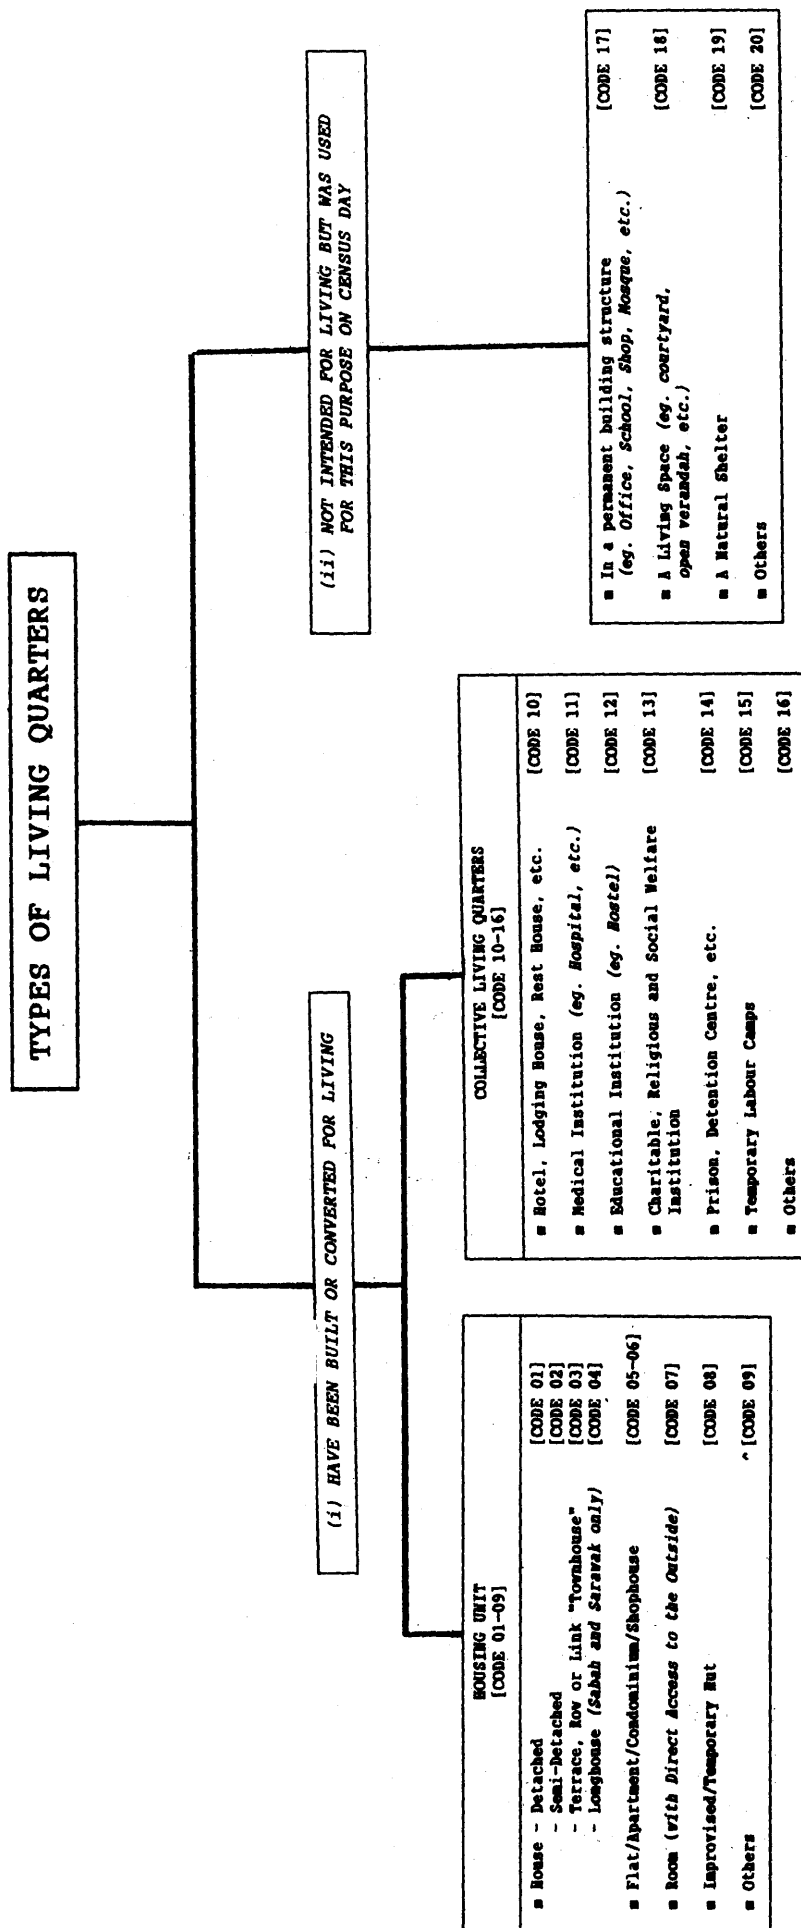 TYPES OF LIVING QUARTERS
(i) HAVE BEEN BUILT OR CONVERTED FOR LIVING
(ii) NOT INTENDED FOR LIVING BUT WAS USED
FOR THIS PURPOSE ON CENSUS DAY
HOUSING UNIT
[CODE 01-09]
■ House - Detached [CODE 01]
- Semi-Detached [CODE 02]
- Terrace, Row or Link "Townhouse" [CODE 03]
- Longhouse (Sabah and Sarawak only) [CODE 04]
■ Flat/Apartment/Condominium/Shophouse [CODE 05-06]
■ Room (with Direct Access to the Outside) [CODE 07]
■ Improvised/Temporary Hut [CODE 08]
■ Others ^ [CODE 09]
COLLECTIVE LIVING QUARTERS
[CODE 10-16]
■ Hotel, Lodging House, Rest House, etc. [CODE 10]
■ Medical Institution (eg. Hospital, etc.) [CODE 11]
■ Educational Institution (eg. Hostel) [CODE 12]
■ Charitable, Religious and Social Welfare [CODE 13]
Institution
■ Prison, Detention Centre, etc. [CODE 14]
■ Temporary Labour Camps [CODE 15]
■ Others [CODE 16]
■ In a permanent building structure [CODE 17]
(eg. Office, School, Shop, Mosque, etc.)
■ A Living Space (eg. courtyard, [CODE 18]
open verandah, etc.)
■ A Natural Shelter [CODE 19]
■ Others [CODE 20]